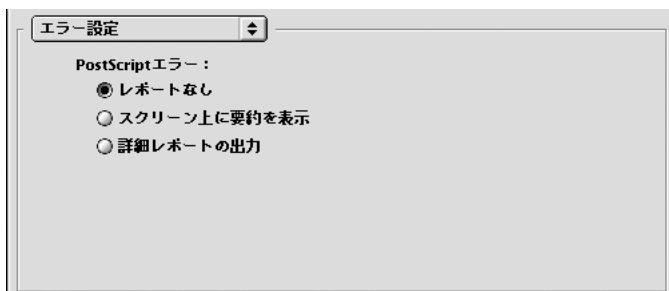 エラー設定
PostScriptエラー：
レポートなし
スクリーン上に要約を表示
詳細レポートの出力